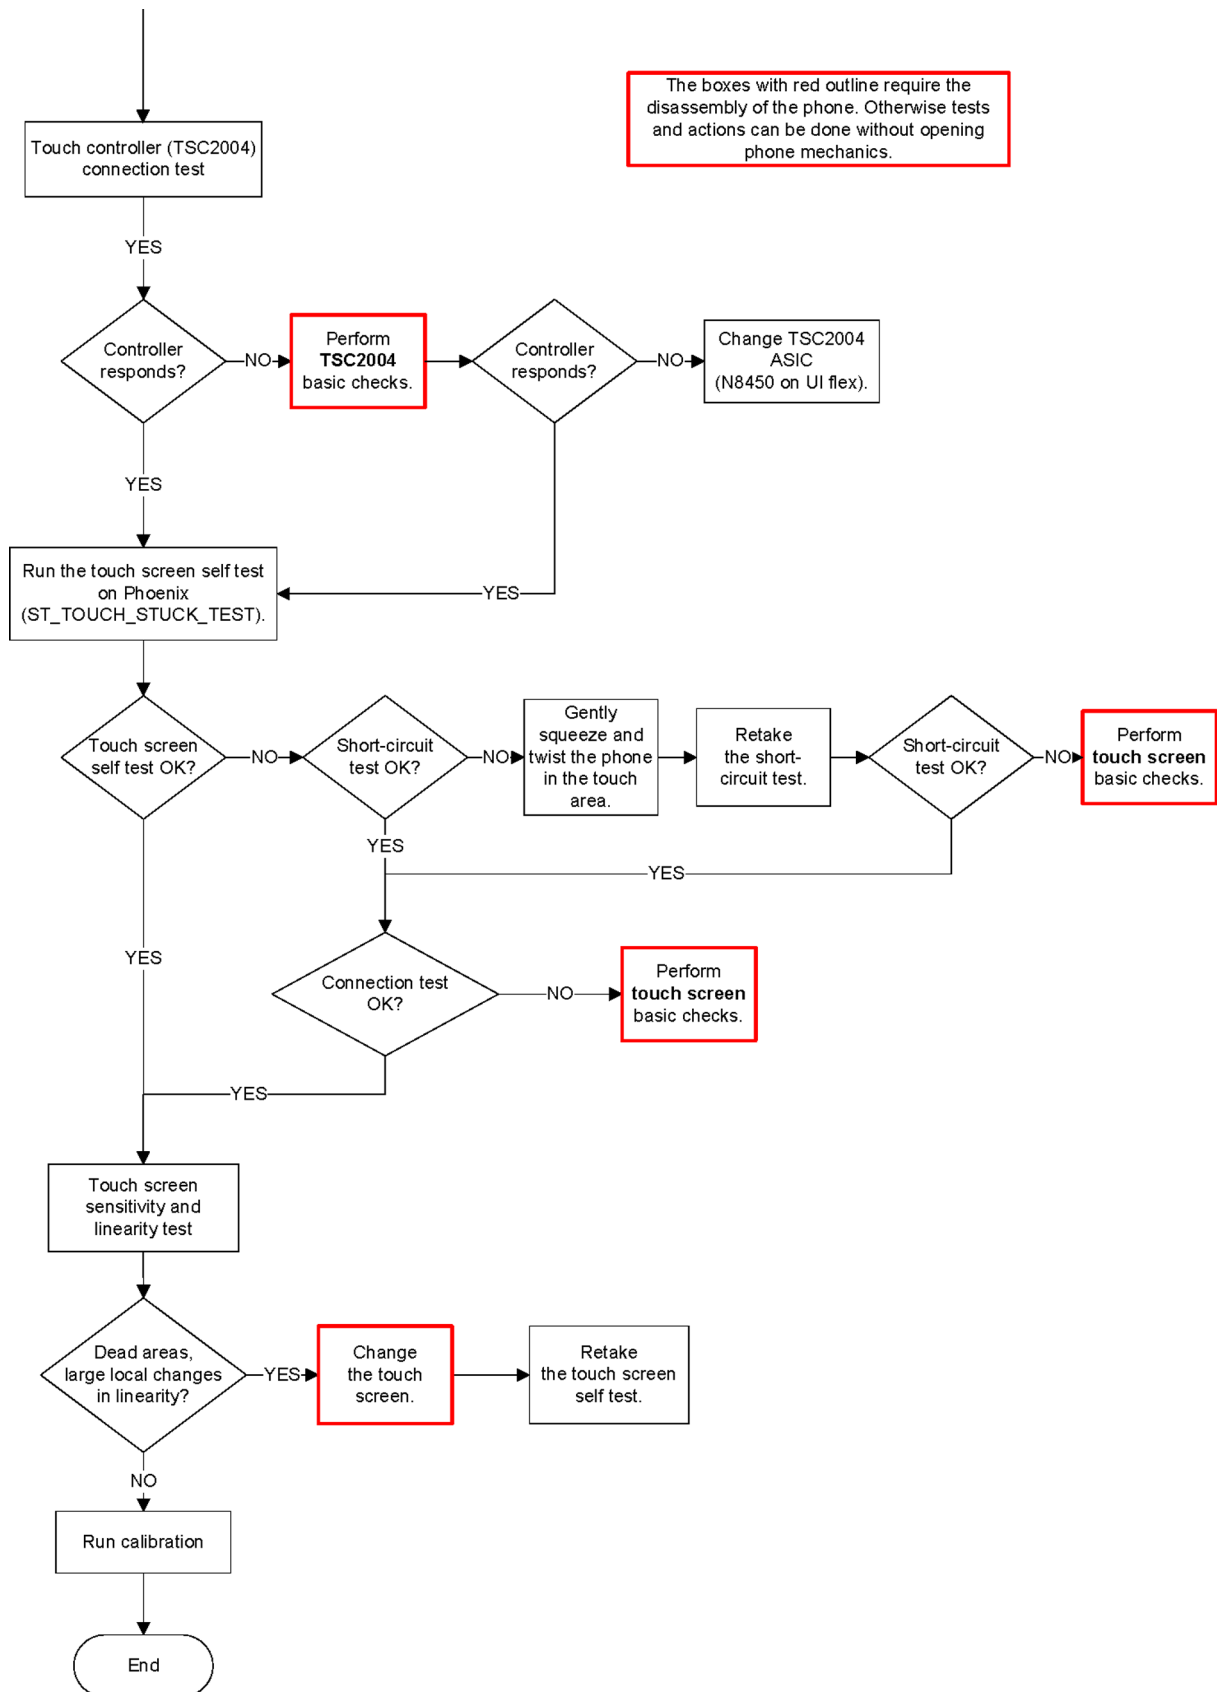 The boxes with red outline require the
disassembly of the phone. Otherwise tests
and actions can be done without opening
phone mechanics.
Touch controller (TSC2004)
connection test
YES
Controller
responds?
NO
Perform
TSC2004
basic checks.
Controller
responds?
NO
Change TSC2004
ASIC
(N8450 on UI flex).
YES
YES
Run the touch screen self test
on Phoenix
(ST_TOUCH_STUCK_TEST).
Touch screen
self test OK?
NO
Short-circuit
test OK?
NO
Gently
squeeze and
twist the phone
in the touch
area.
Retake
the short-
circuit test.
Short-circuit
test OK?
NO
Perform
touch screen
basic checks.
YES
YES
YES
Connection test
OK?
NO
Perform
touch screen
basic checks.
YES
Touch screen
sensitivity and
linearity test
Dead areas,
large local changes
in linearity?
YES
Change
the touch
screen.
Retake
the touch screen
self test.
NO
Run calibration
End